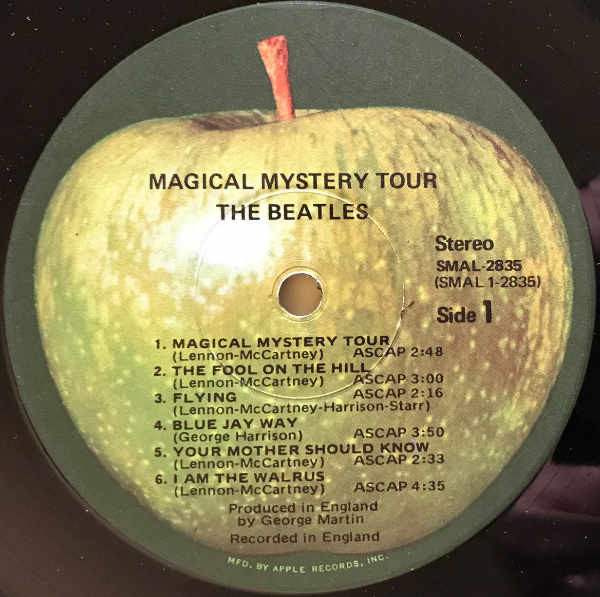 MAGICAL MYSTERY TOUR
THE BEATLES
Stereo
SMAL-2835
(SMAL 1-2835)
Side 1
1. MAGICAL MYSTERY TOUR
(Lennon-McCartney) ASCAP 2:48
2. THE FOOL ON THE HILL
(Lennon-McCartney) ASCAP 3:00
3. FLYING ASCAP 2:16
(Lennon-McCartney-Harrison-Starr)
4. BLUE JAY WAY
(George Harrison) ASCAP 3:50
5. YOUR MOTHER SHOULD KNOW
(Lennon-McCartney) ASCAP 2:33
6. I AM THE WALRUS
(Lennon-McCartney) ASCAP 4:35
Produced in England
by George Martin
Recorded in England
MFD. BY APPLE RECORDS, INC.